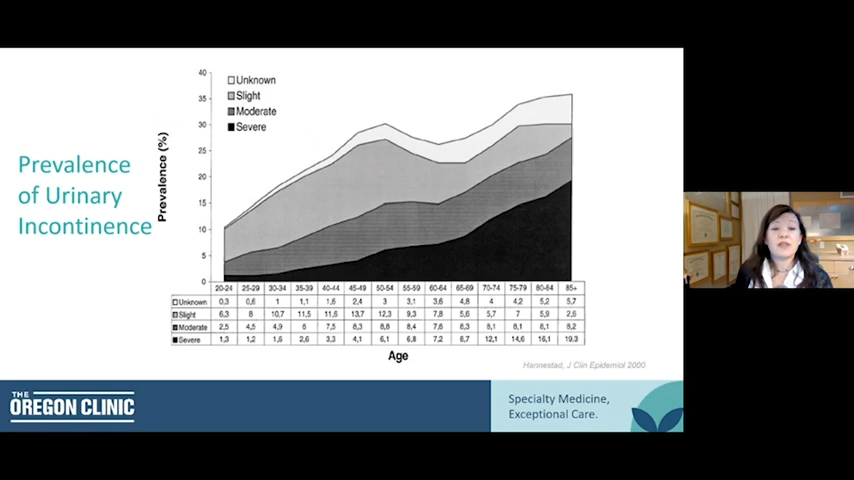 Prevalence
of Urinary
Incontinence
Prevalence (%)
40
35
30
25
20
15
10
5
0
Unknown
Slight
Moderate
Severe
20-24 25-29 30-34 35-39 40-44 45-49 50-54 55-59 60-64 65-69 70-74 75-79 80-84 85+
Unknown 0,3 0,6 1 1,1 1,6 2,4 3 3,1 3,6 4,8 4 4,2 5,2 5,7
Slight 6,3 8 10,7 11,5 11,6 13,7 12,3 9,3 7,8 5,6 5,7 7 5,9 2,6
Moderate 2,5 4,5 4,9 6 7,5 8,3 8,8 8,4 7,6 8,3 8,1 8,1 8,1 8,2
Severe 1,3 1,2 1,6 2,6 3,3 4,1 6,1 6,8 7,2 8,7 12,1 14,6 16,1 19,3
Age
Hannestad, J Clin Epidemiol 2000
THE
OREGON CLINIC
Specialty Medicine,
Exceptional Care.